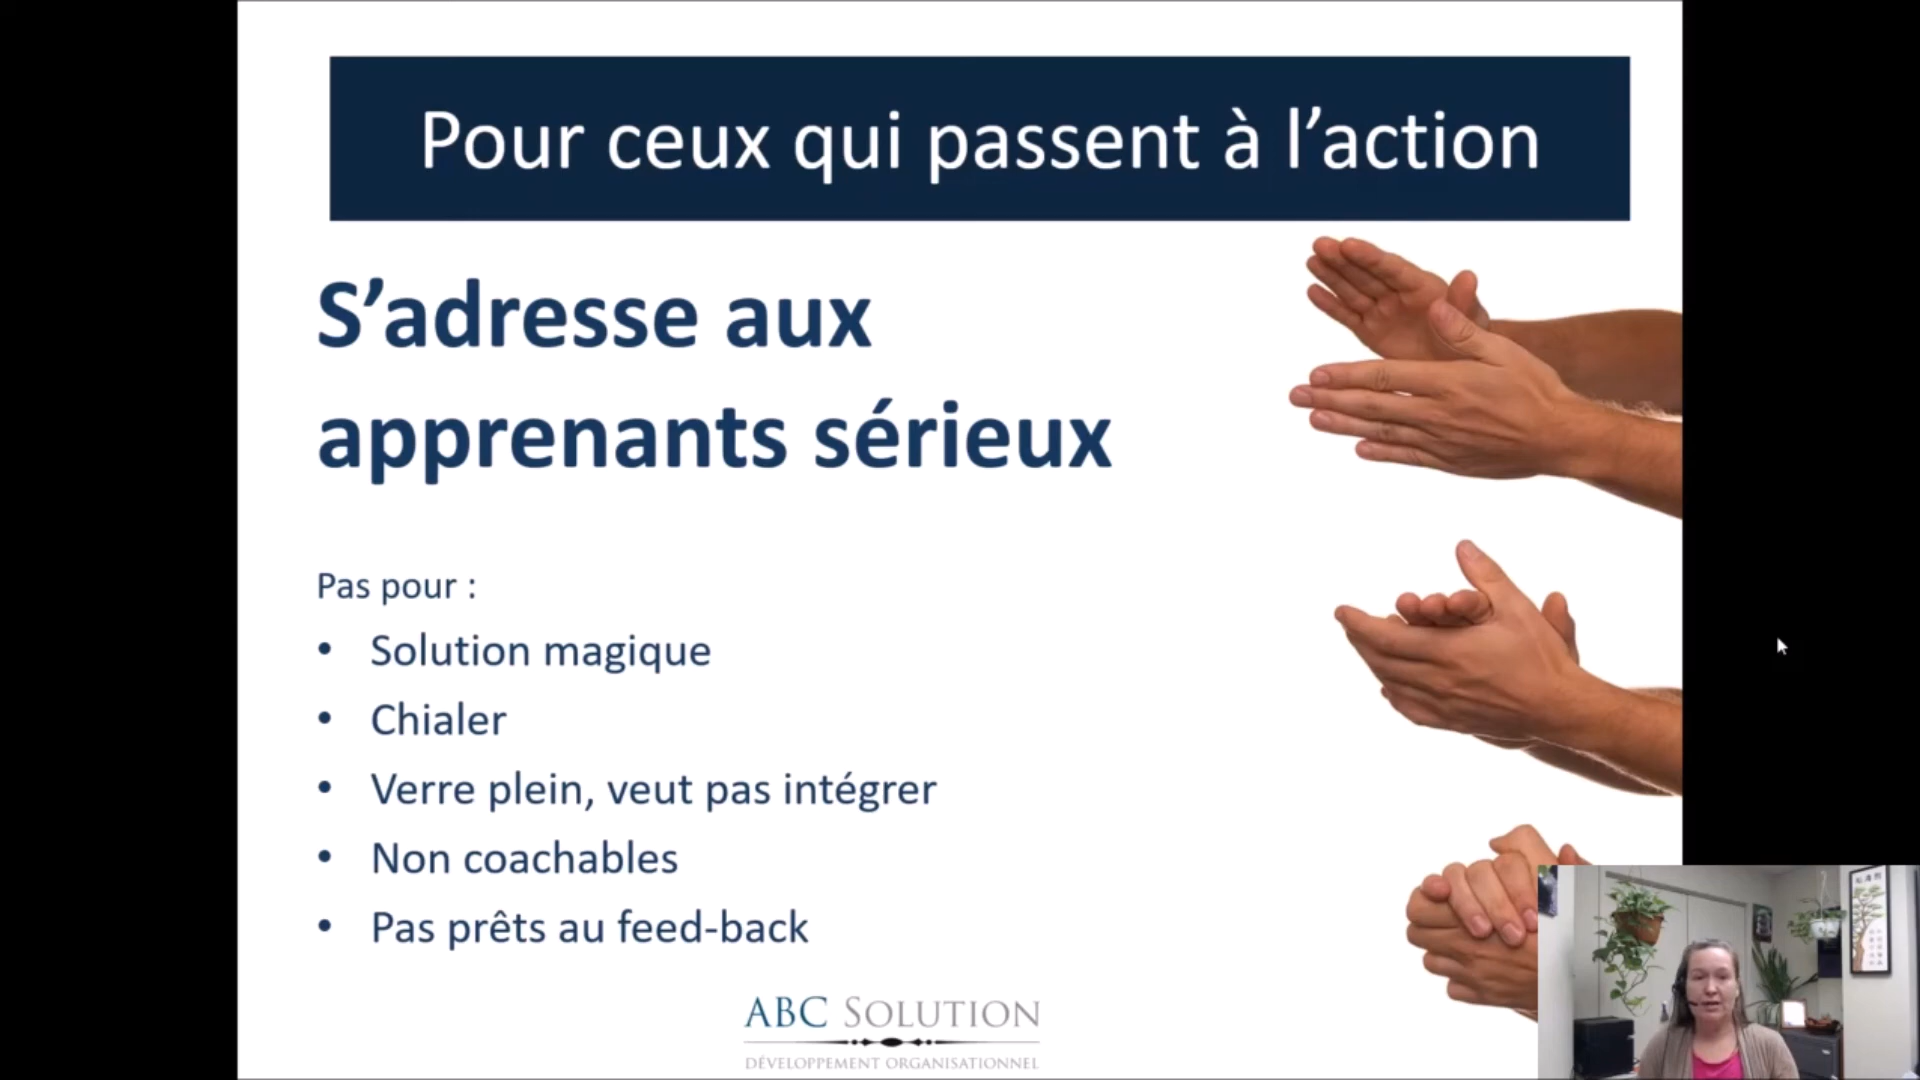 Pour ceux qui passent à l’action
S’adresse aux
apprenants sérieux
Pas pour :
• Solution magique
• Chialer
• Verre plein, veut pas intégrer
• Non coachables
• Pas prêts au feed-back
ABC SOLUTION
DÉVELOPPEMENT ORGANISATIONNEL